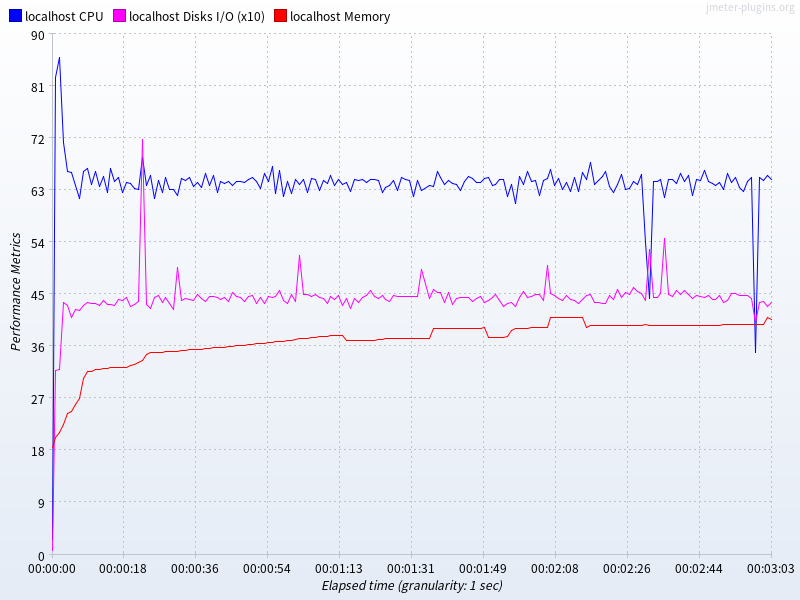 localhost CPU localhost Disks I/O (x10) localhost Memory
jmeter-plugins.org
90
81
72
63
54
45
36
27
18
9
0
Performance Metrics
00:00:00 00:00:18 00:00:36 00:00:54 00:01:13 00:01:31 00:01:49 00:02:08 00:02:26 00:02:44 00:03:03
Elapsed time (granularity: 1 sec)